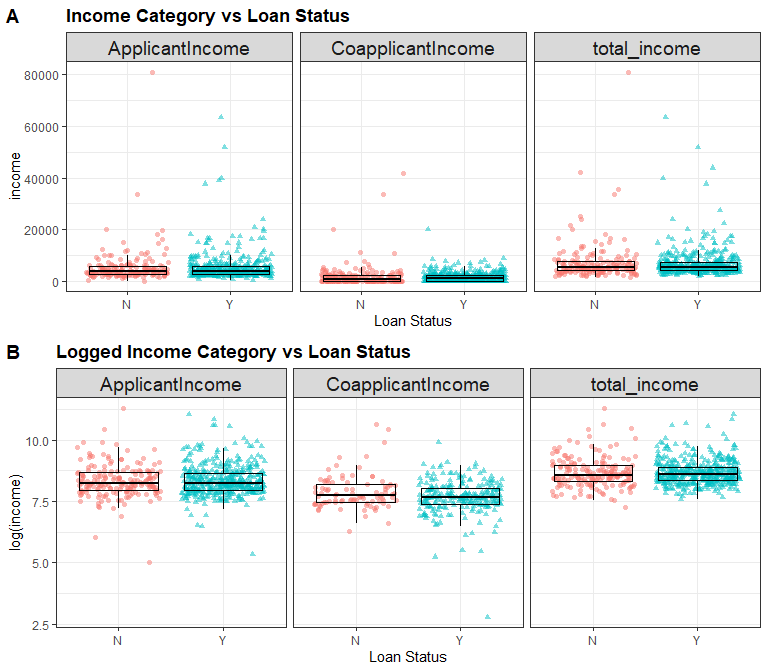 A Income Category vs Loan Status
ApplicantIncome CoapplicantIncome total_income
80000
60000
40000
20000
0
income
N Y N Y N Y
Loan Status
B Logged Income Category vs Loan Status
ApplicantIncome CoapplicantIncome total_income
10.0
7.5
5.0
2.5
log(income)
N Y N Y N Y
Loan Status